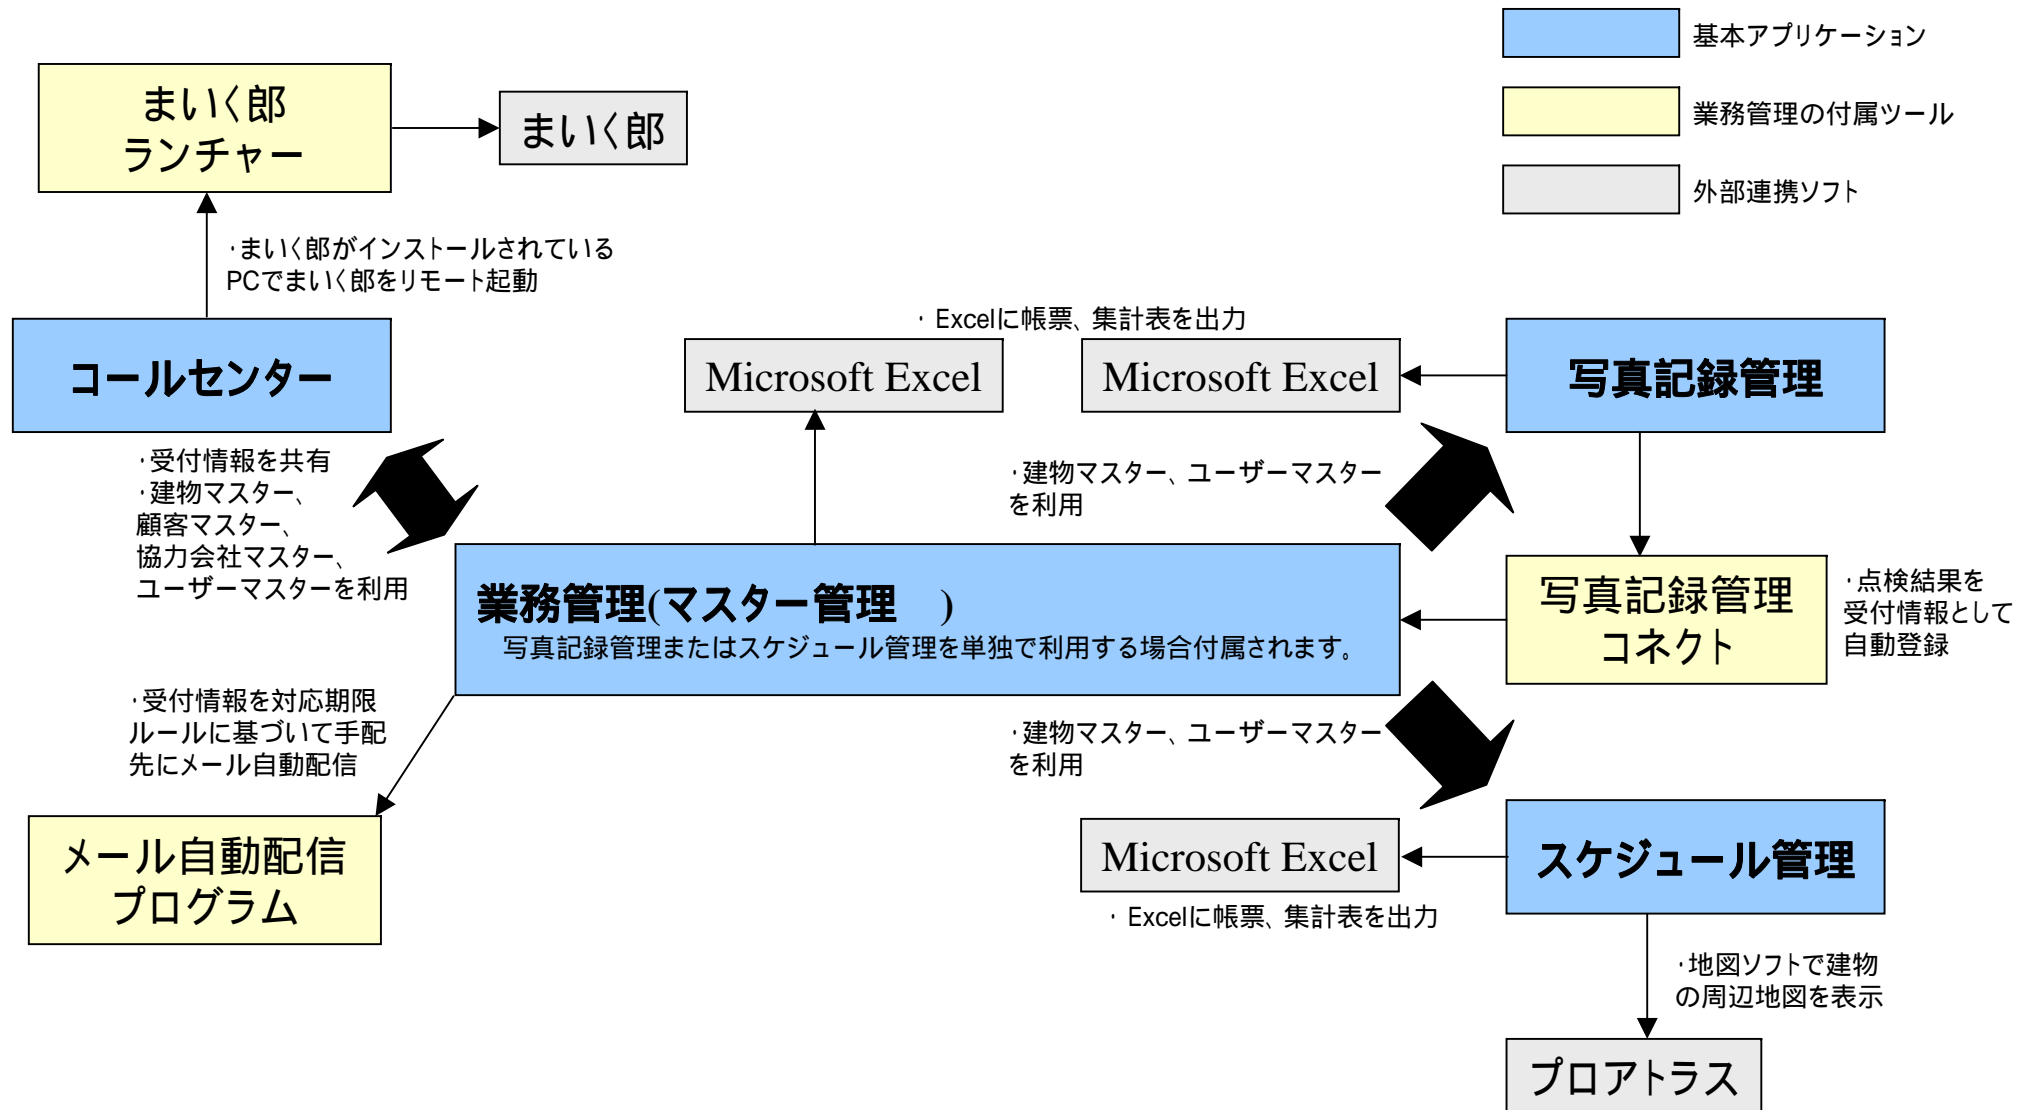 基本アプリケーション
業務管理の付属ツール
外部連携ソフト
まいく郎
ランチャー
まいく郎
・まいく郎がインストールされている
PCでまいく郎をリモート起動
コールセンター
・受付情報を共有
・建物マスター、
顧客マスター、
協力会社マスター、
ユーザーマスターを利用
・ Excelに帳票、集計表を出力
Microsoft Excel
Microsoft Excel
写真記録管理
・建物マスター、ユーザーマスター
を利用
業務管理(マスター管理　)
写真記録管理またはスケジュール管理を単独で利用する場合付属されます。
写真記録管理
コネクト
・点検結果を
受付情報として
自動登録
・受付情報を対応期限
ルールに基づいて手配
先にメール自動配信
メール自動配信
プログラム
・建物マスター、ユーザーマスター
を利用
Microsoft Excel
・ Excelに帳票、集計表を出力
スケジュール管理
・地図ソフトで建物
の周辺地図を表示
プロアトラス